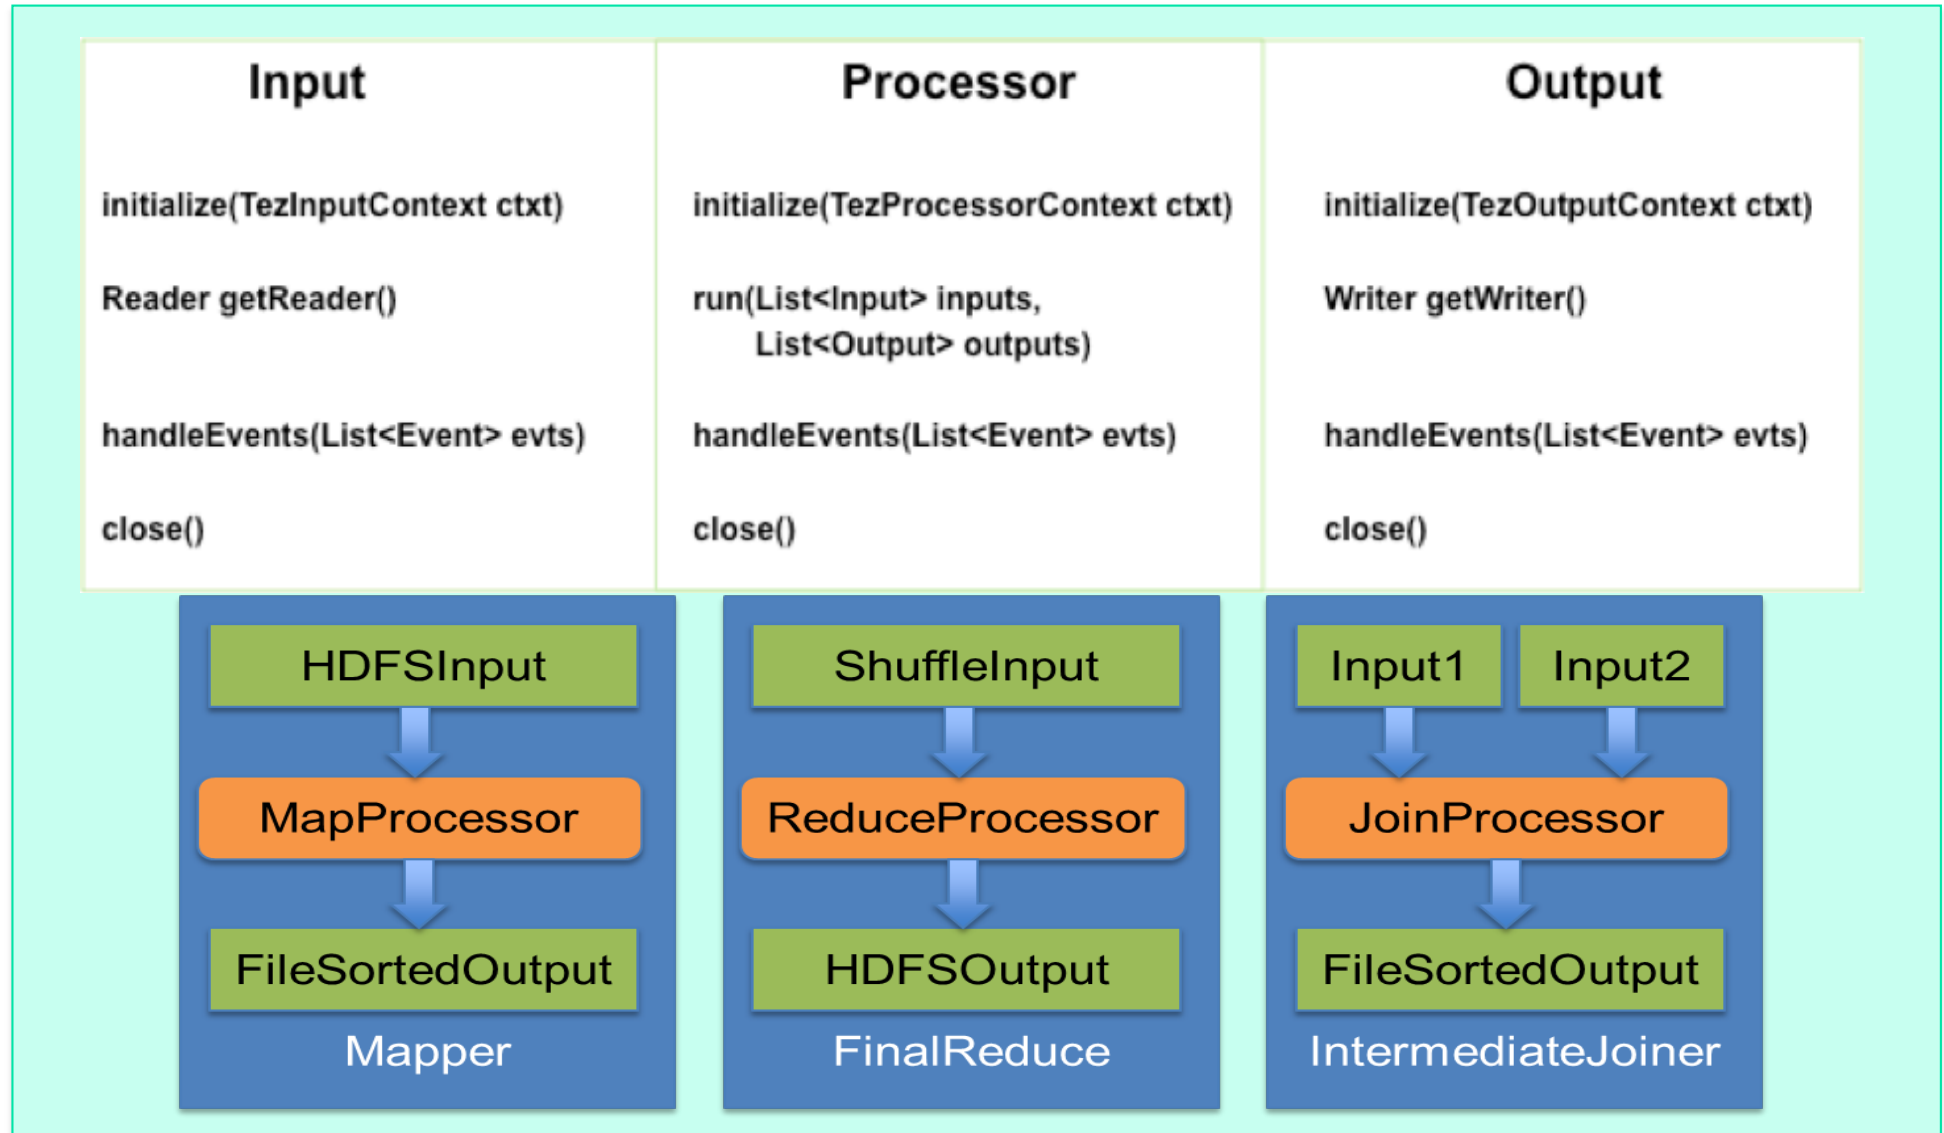 Input
initialize(TezInputContext ctxt)
Reader getReader()
handleEvents(List<Event> evts)
close()
Processor
initialize(TezProcessorContext ctxt)
run(List<Input> inputs,
List<Output> outputs)
handleEvents(List<Event> evts)
close()
Output
initialize(TezOutputContext ctxt)
Writer getWriter()
handleEvents(List<Event> evts)
close()
HDFSInput
MapProcessor
FileSortedOutput
Mapper
ShuffleInput
ReduceProcessor
HDFSOutput
FinalReduce
Input1
Input2
JoinProcessor
FileSortedOutput
IntermediateJoiner